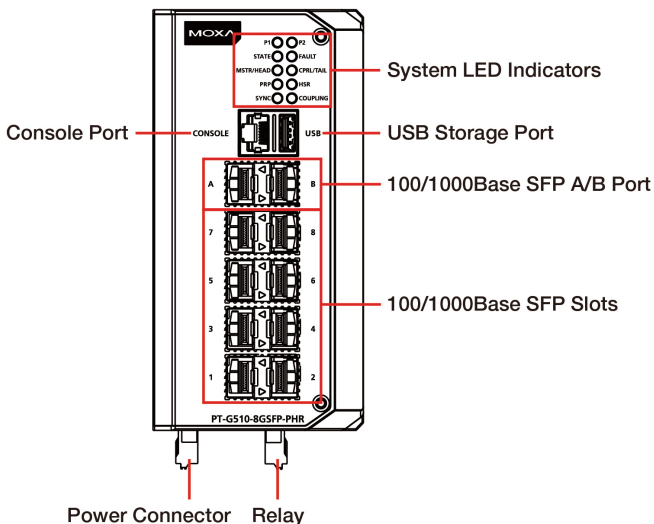 MOXA
P1 P2
STATE FAULT
MSTR/HEAD CPRL/TAIL
PRP HSR
SYNC COUPLING
System LED Indicators
Console Port
CONSOLE USB
USB Storage Port
A B
100/1000Base SFP A/B Port
7 8
5 6
100/1000Base SFP Slots
3 4
1 2
PT-G510-8GSFP-PHR
Power Connector Relay